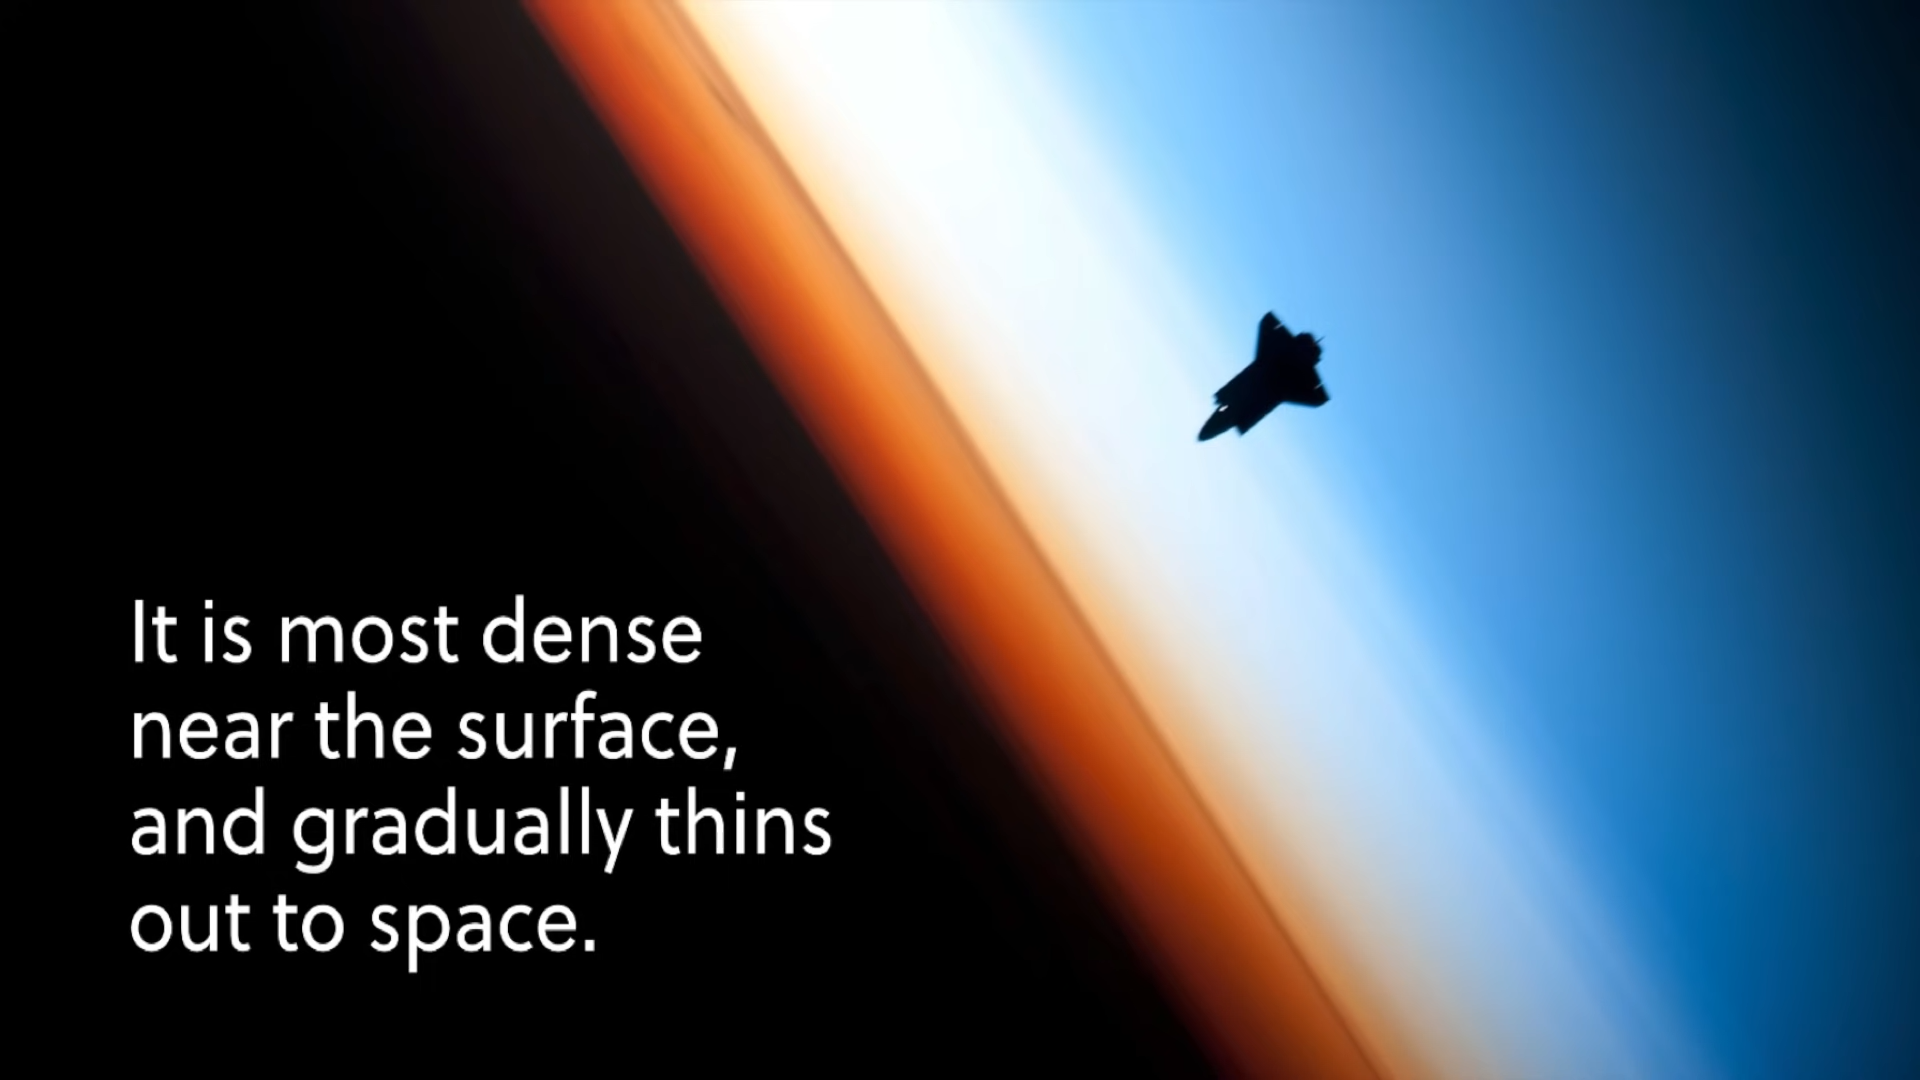 It is most dense
near the surface,
and gradually thins
out to space.